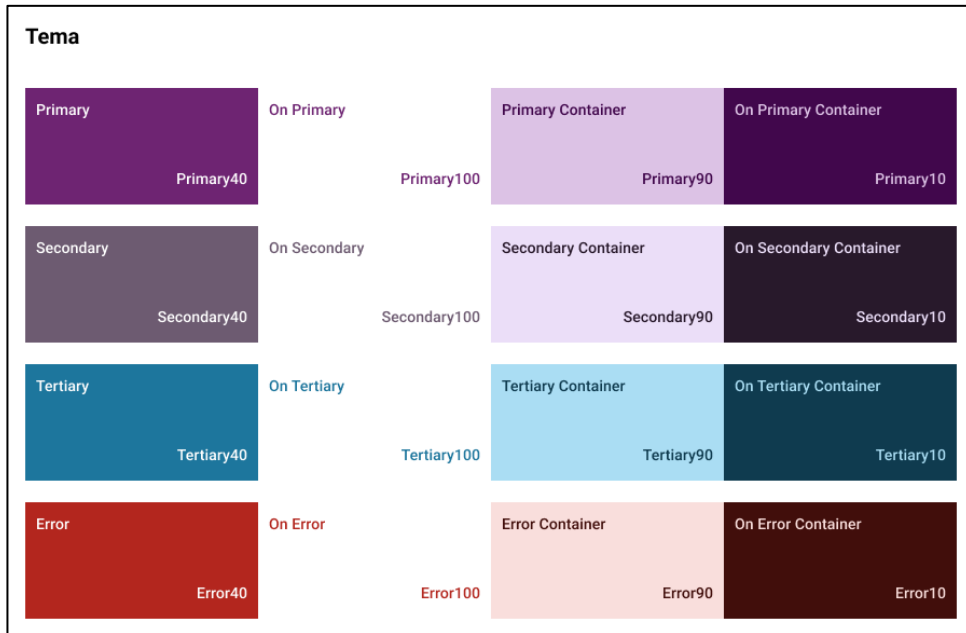 Tema
Primary
On Primary
Primary Container
On Primary Container
Primary40
Primary100
Primary90
Primary10
Secondary
On Secondary
Secondary Container
On Secondary Container
Secondary40
Secondary100
Secondary90
Secondary10
Tertiary
On Tertiary
Tertiary Container
On Tertiary Container
Tertiary40
Tertiary100
Tertiary90
Tertiary10
Error
On Error
Error Container
On Error Container
Error40
Error100
Error90
Error10